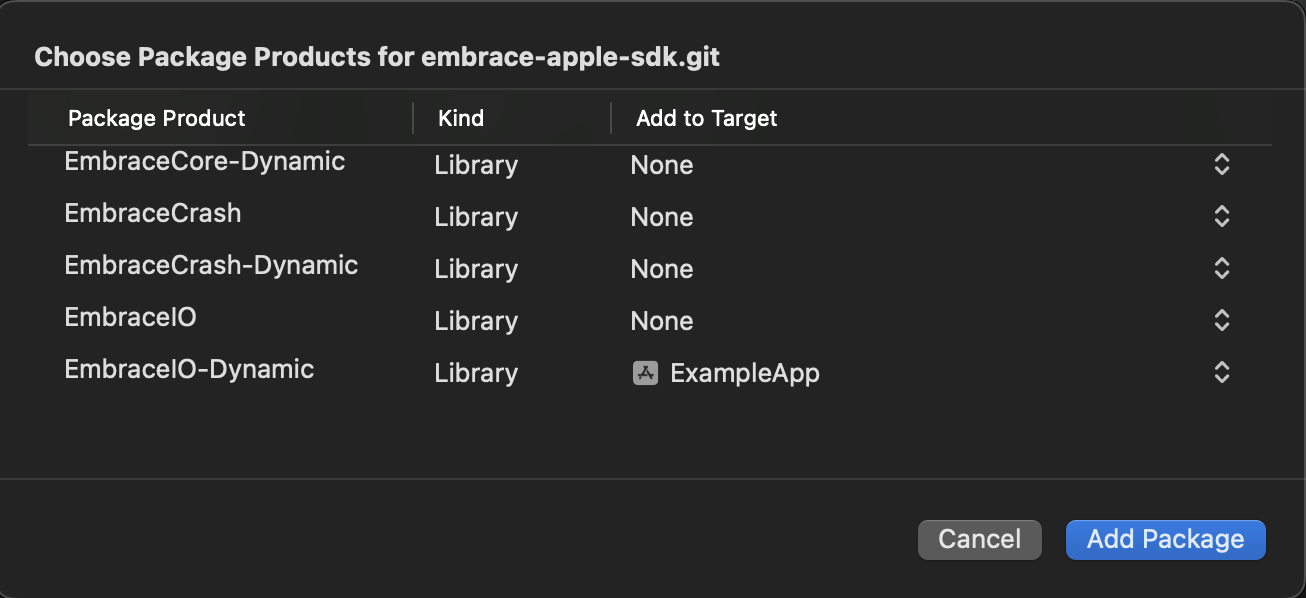 Choose Package Products for embrace-apple-sdk.git
Package Product Kind Add to Target
EmbraceCore-Dynamic Library None
EmbraceCrash Library None
EmbraceCrash-Dynamic Library None
EmbraceIO Library None
EmbraceIO-Dynamic Library ExampleApp
Cancel Add Package